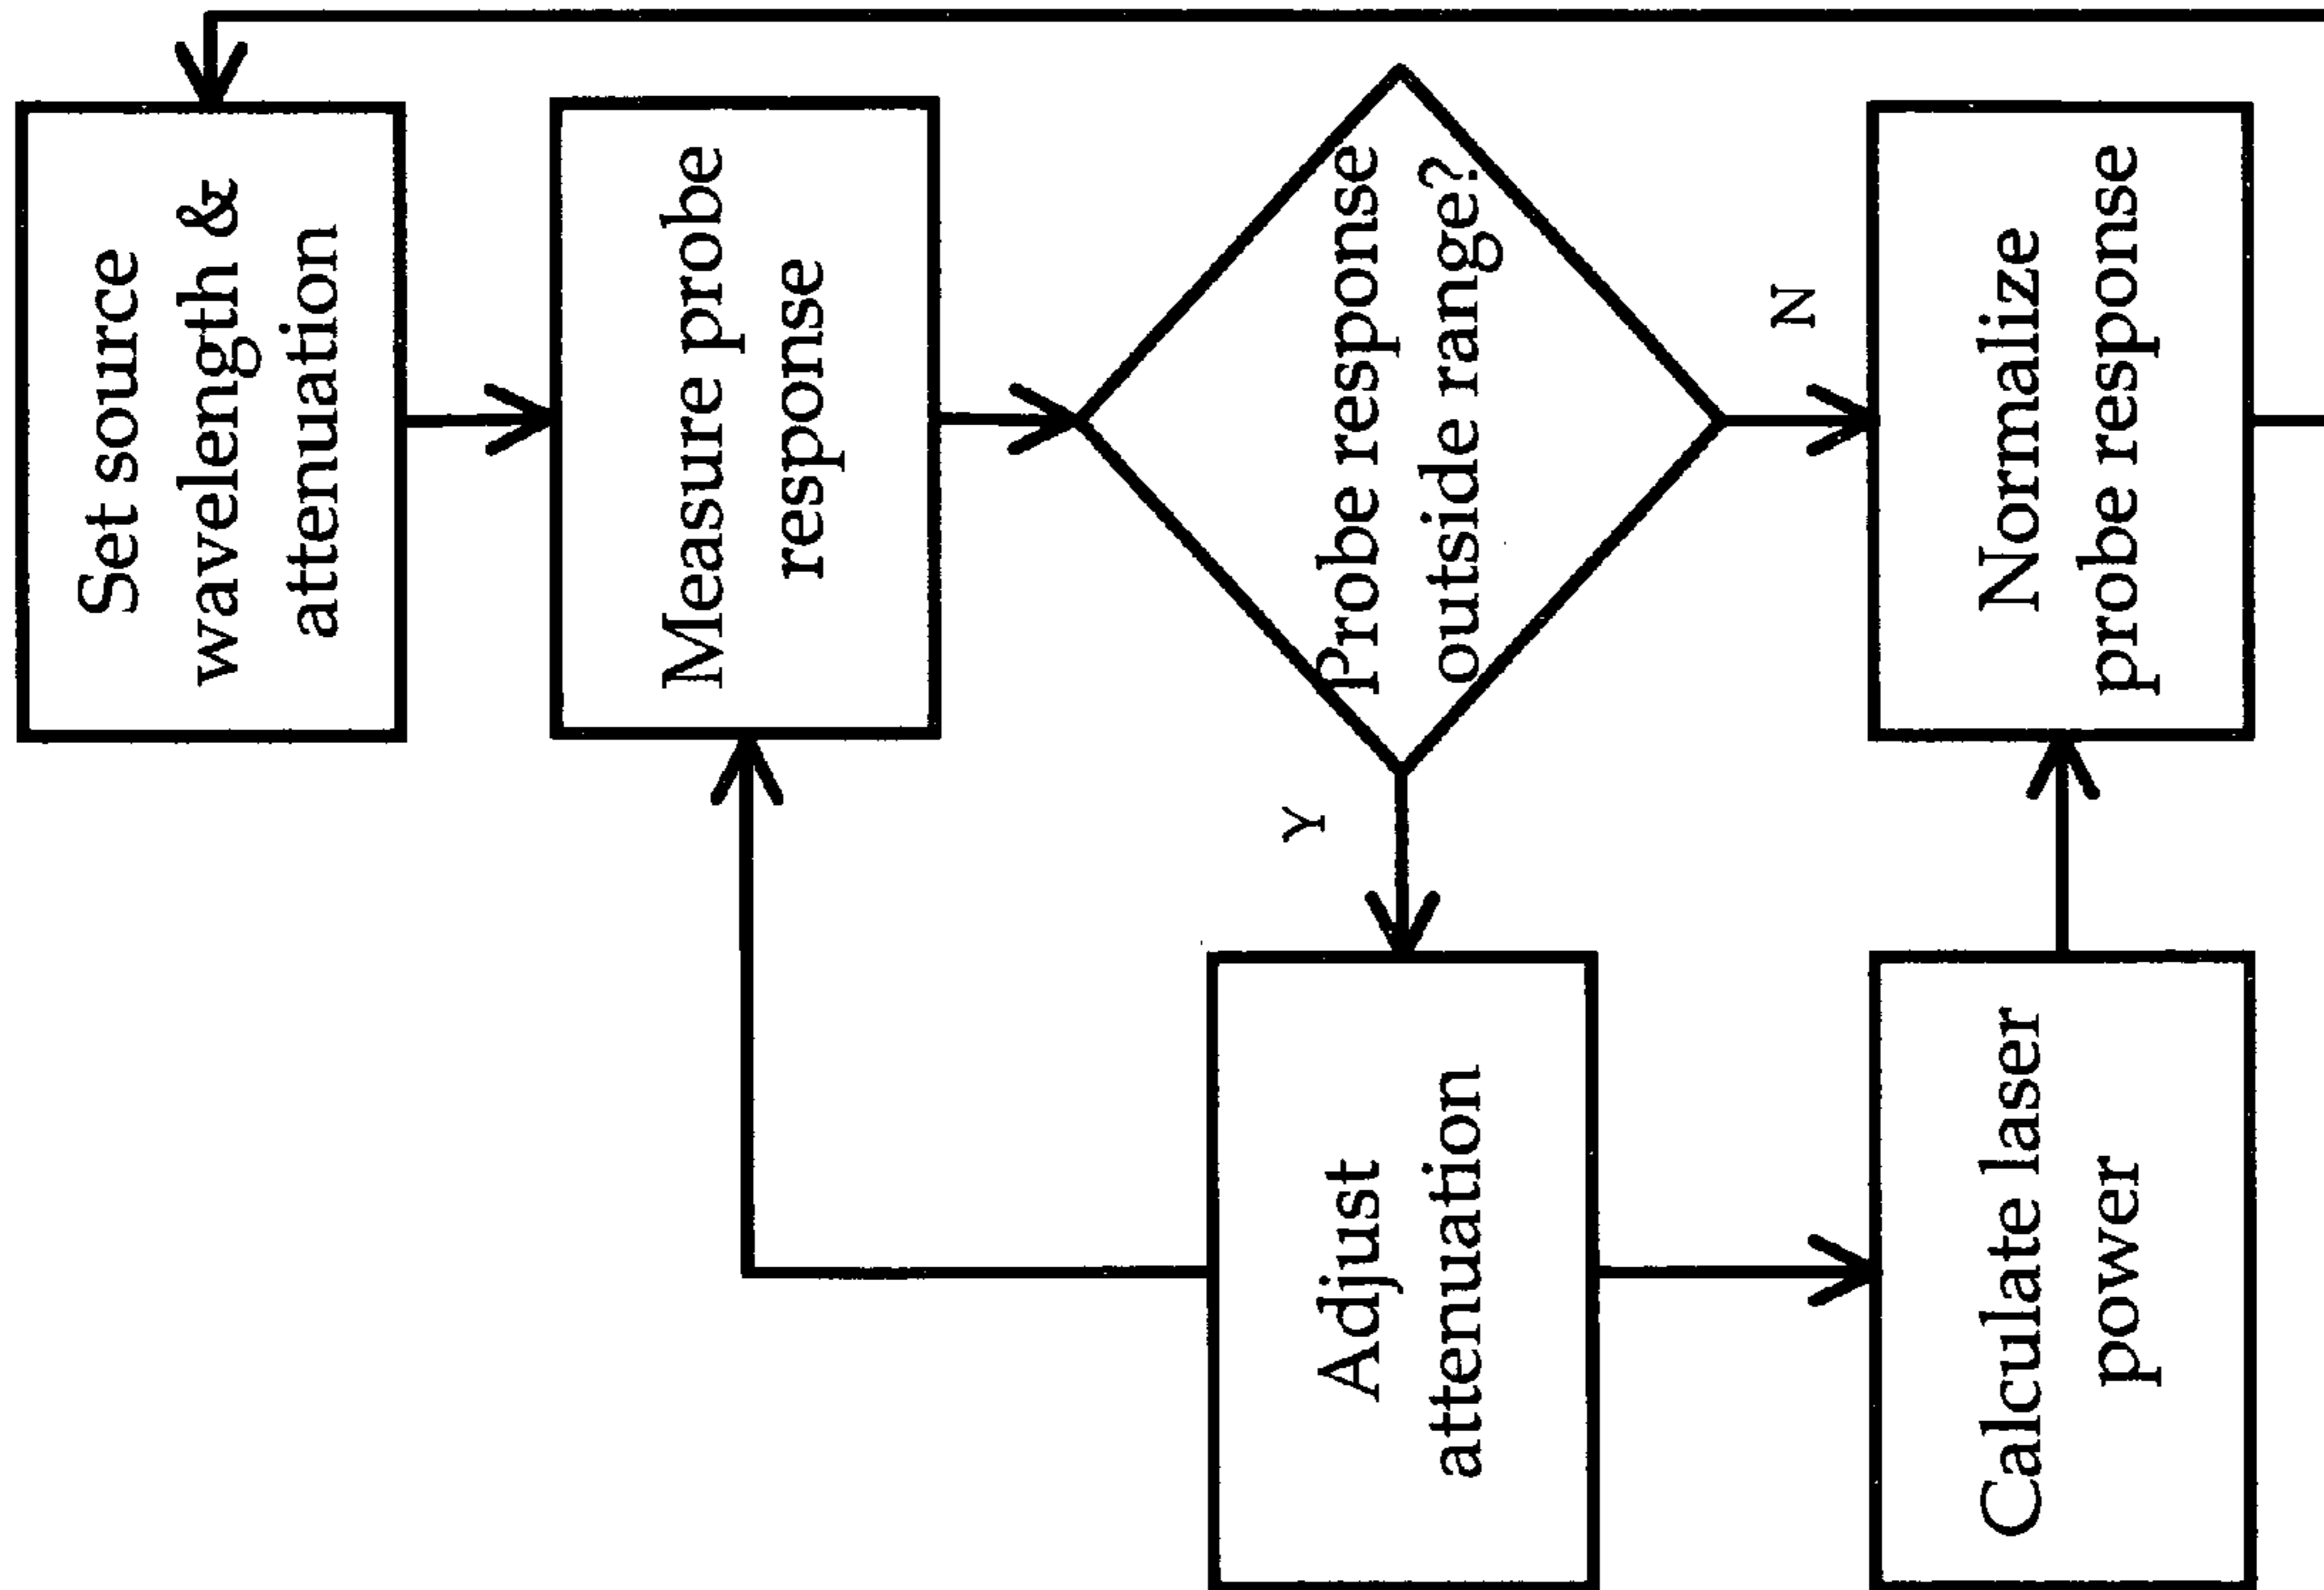 Set source
wavelength &
attenuation
Measure probe
response
Probe response
outside range?
Y
N
Adjust
attenuation
Calculate laser
power
Normalize
probe response